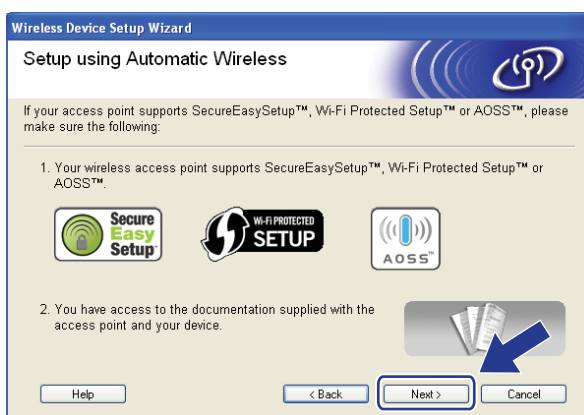 Wireless Device Setup Wizard
Setup using Automatic Wireless
If your access point supports SecureEasySetup™, Wi-Fi Protected Setup™ or AOSS™, please
make sure the following:
1. Your wireless access point supports SecureEasySetup™, Wi-Fi Protected Setup™ or
AOSS™.
Secure
Easy
Setup™
Wi-Fi PROTECTED
SETUP
AOSS™
2. You have access to the documentation supplied with the
access point and your device.
Help
< Back
Next >
Cancel